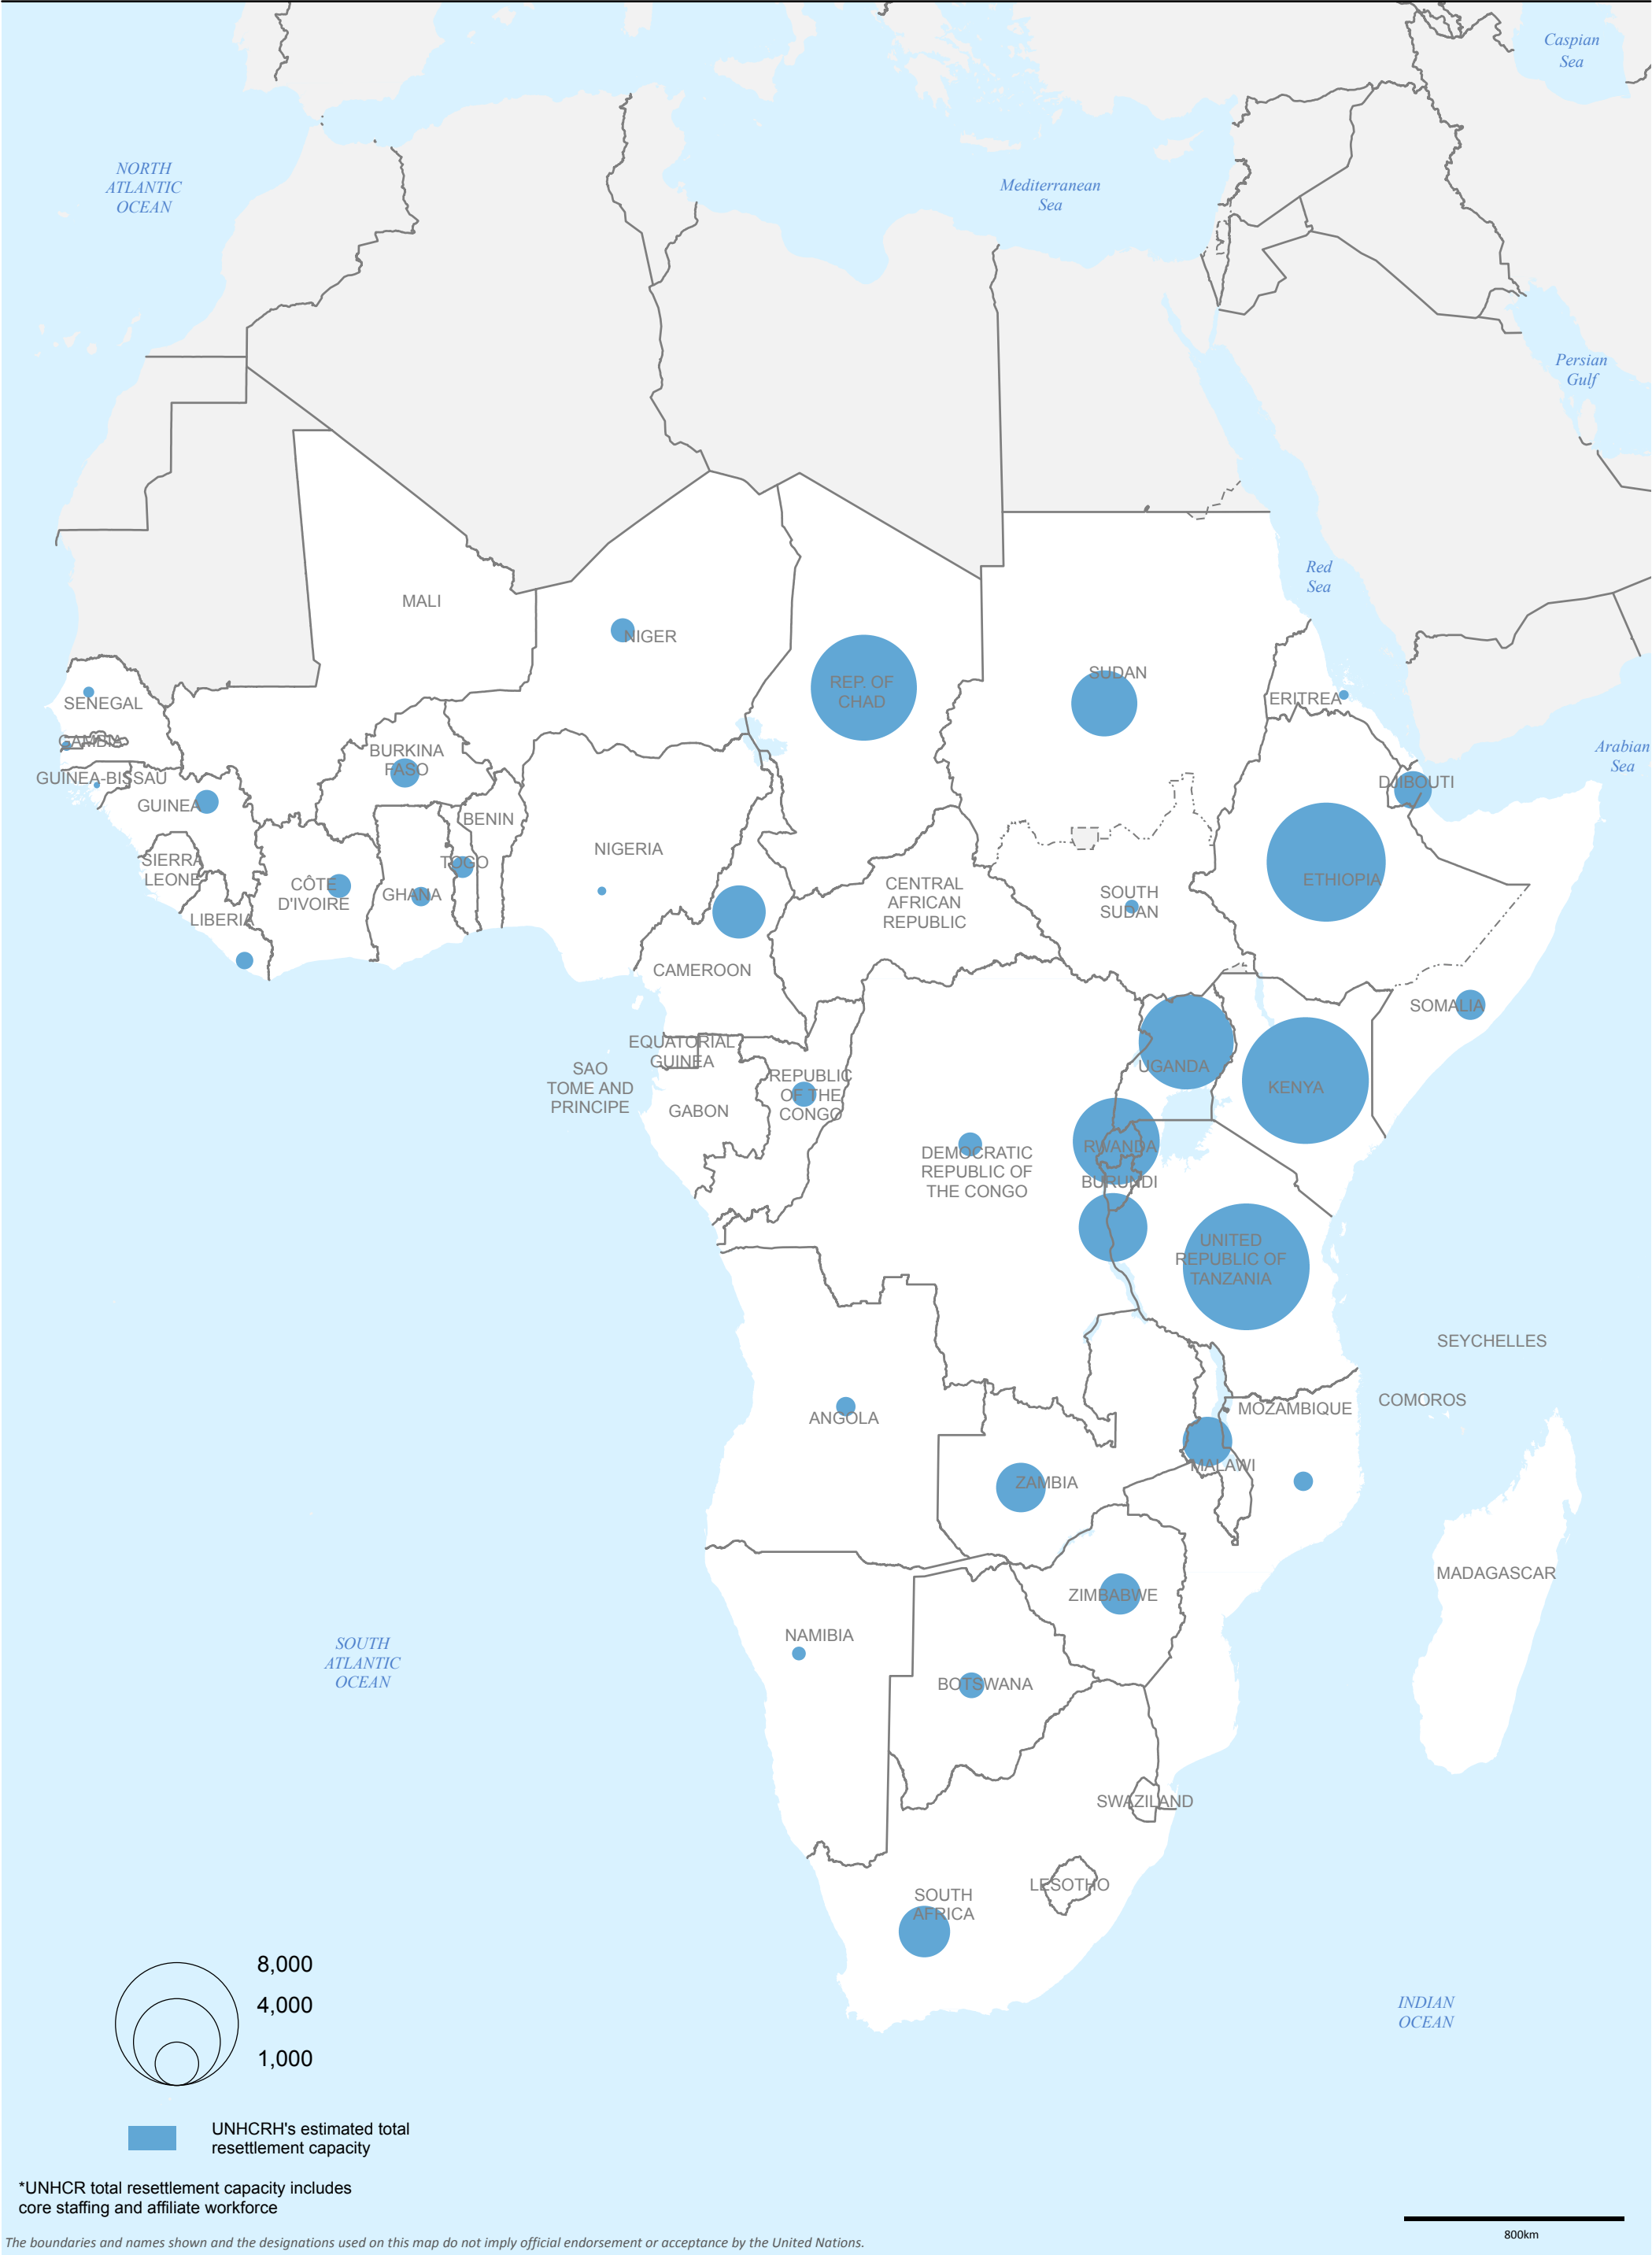 Caspian
Sea
NORTH
ATLANTIC
OCEAN
Mediterranean
Sea
Persian
Gulf
Red
Sea
MALI
NIGER
REP. OF
CHAD
SUDAN
ERITREA
SENEGAL
GAMBIA
GUINEA-BISSAU
GUINEA
BURKINA
FASO
Arabian
Sea
DJIBOUTI
BENIN
SIERRA
LEONE
NIGERIA
TOGO
CÔTE
D'IVOIRE
GHANA
LIBERIA
CENTRAL
AFRICAN
REPUBLIC
SOUTH
SUDAN
ETHIOPIA
CAMEROON
SOMALIA
EQUATORIAL
GUINEA
SAO
TOME AND
PRINCIPE
GABON
REPUBLIC
OF THE
CONGO
UGANDA
KENYA
DEMOCRATIC
REPUBLIC OF
THE CONGO
RWANDA
BURUNDI
UNITED
REPUBLIC OF
TANZANIA
SEYCHELLES
COMOROS
MOZAMBIQUE
ANGOLA
MALAWI
ZAMBIA
MADAGASCAR
ZIMBABWE
NAMIBIA
BOTSWANA
SOUTH
ATLANTIC
OCEAN
SWAZILAND
LESOTHO
SOUTH
AFRICA
INDIAN
OCEAN
8,000
4,000
1,000
UNHCRH's estimated total
resettlement capacity
*UNHCR total resettlement capacity includes
core staffing and affiliate workforce
800km
The boundaries and names shown and the designations used on this map do not imply official endorsement or acceptance by the United Nations.